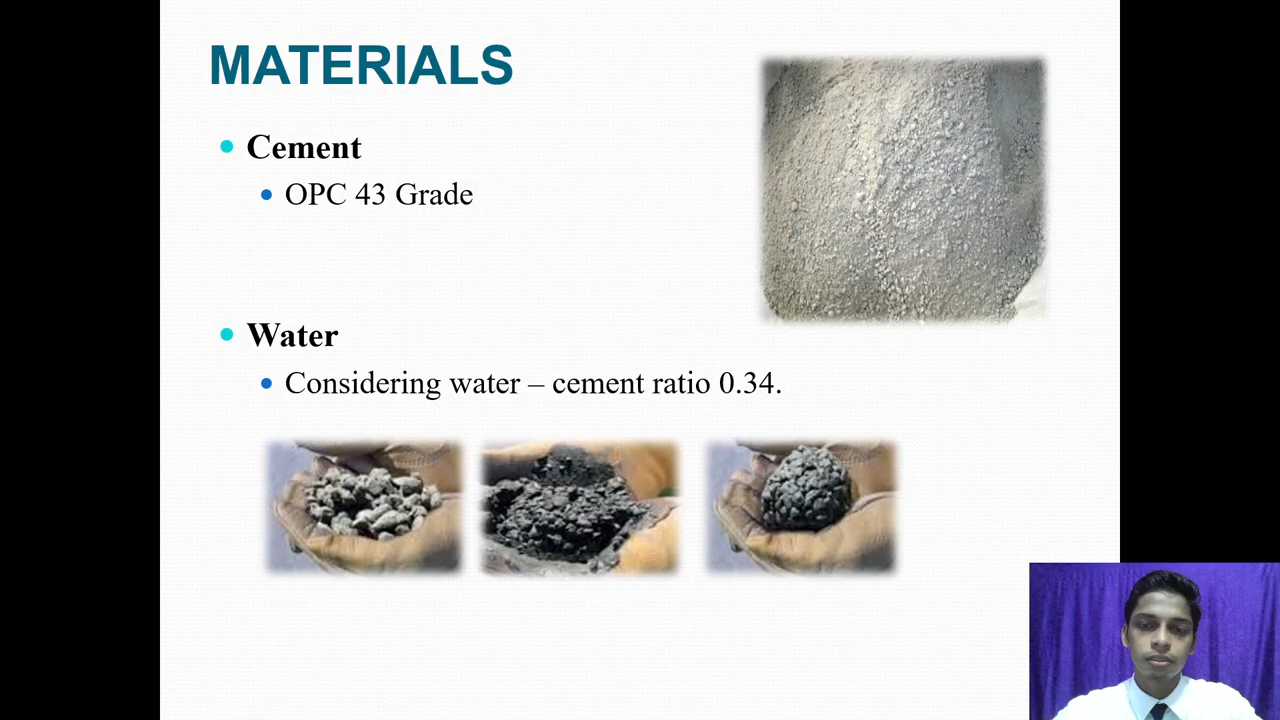 MATERIALS
Cement
OPC 43 Grade
Water
Considering water – cement ratio 0.34.